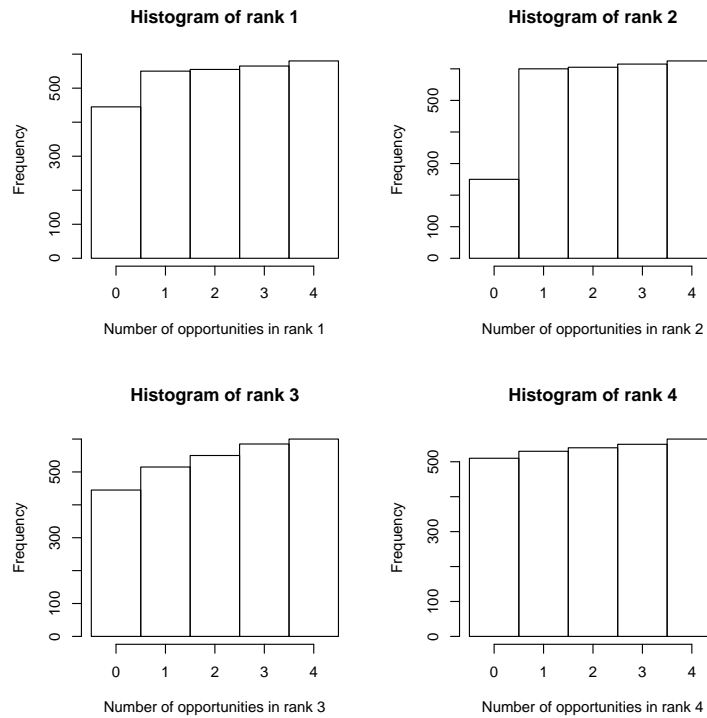 Histogram of rank 1
Frequency
500
300
100
0
0 1 2 3 4
Number of opportunities in rank 1
Histogram of rank 2
Frequency
500
300
100
0
0 1 2 3 4
Number of opportunities in rank 2
Histogram of rank 3
Frequency
500
300
100
0
0 1 2 3 4
Number of opportunities in rank 3
Histogram of rank 4
Frequency
500
300
100
0
0 1 2 3 4
Number of opportunities in rank 4